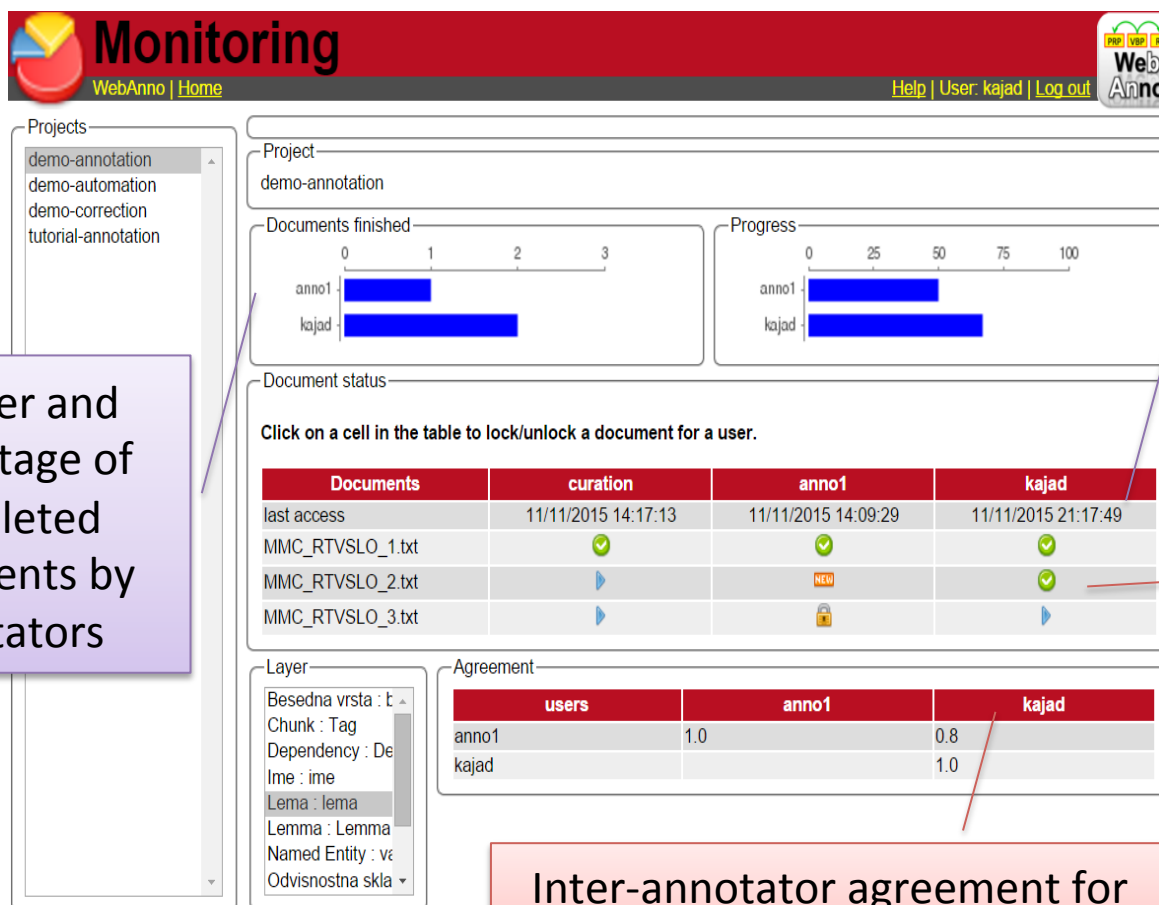 Monitoring
WebAnno | Home
Help | User: kajad | Log out
PRP VBP
Web
Anno
Projects
demo-annotation
demo-automation
demo-correction
tutorial-annotation
Project
demo-annotation
Documents finished
0 1 2 3
anno1
kajad
Progress
0 25 50 75 100
anno1
kajad
er and
tage of
leted
ents by
tators
Document status
Click on a cell in the table to lock/unlock a document for a user.
Documents curation anno1 kajad
last access 11/11/2015 14:17:13 11/11/2015 14:09:29 11/11/2015 21:17:49
MMC_RTVSLO_1.txt
MMC_RTVSLO_2.txt NEW
MMC_RTVSLO_3.txt
Layer
Besedna vrsta : b
Chunk : Tag
Dependency : De
Ime : ime
Lema : lema
Lemma : Lemma
Named Entity : va
Odvisnostna skla
Agreement
users anno1 kajad
anno1 1.0 0.8
kajad 1.0
Inter-annotator agreement for